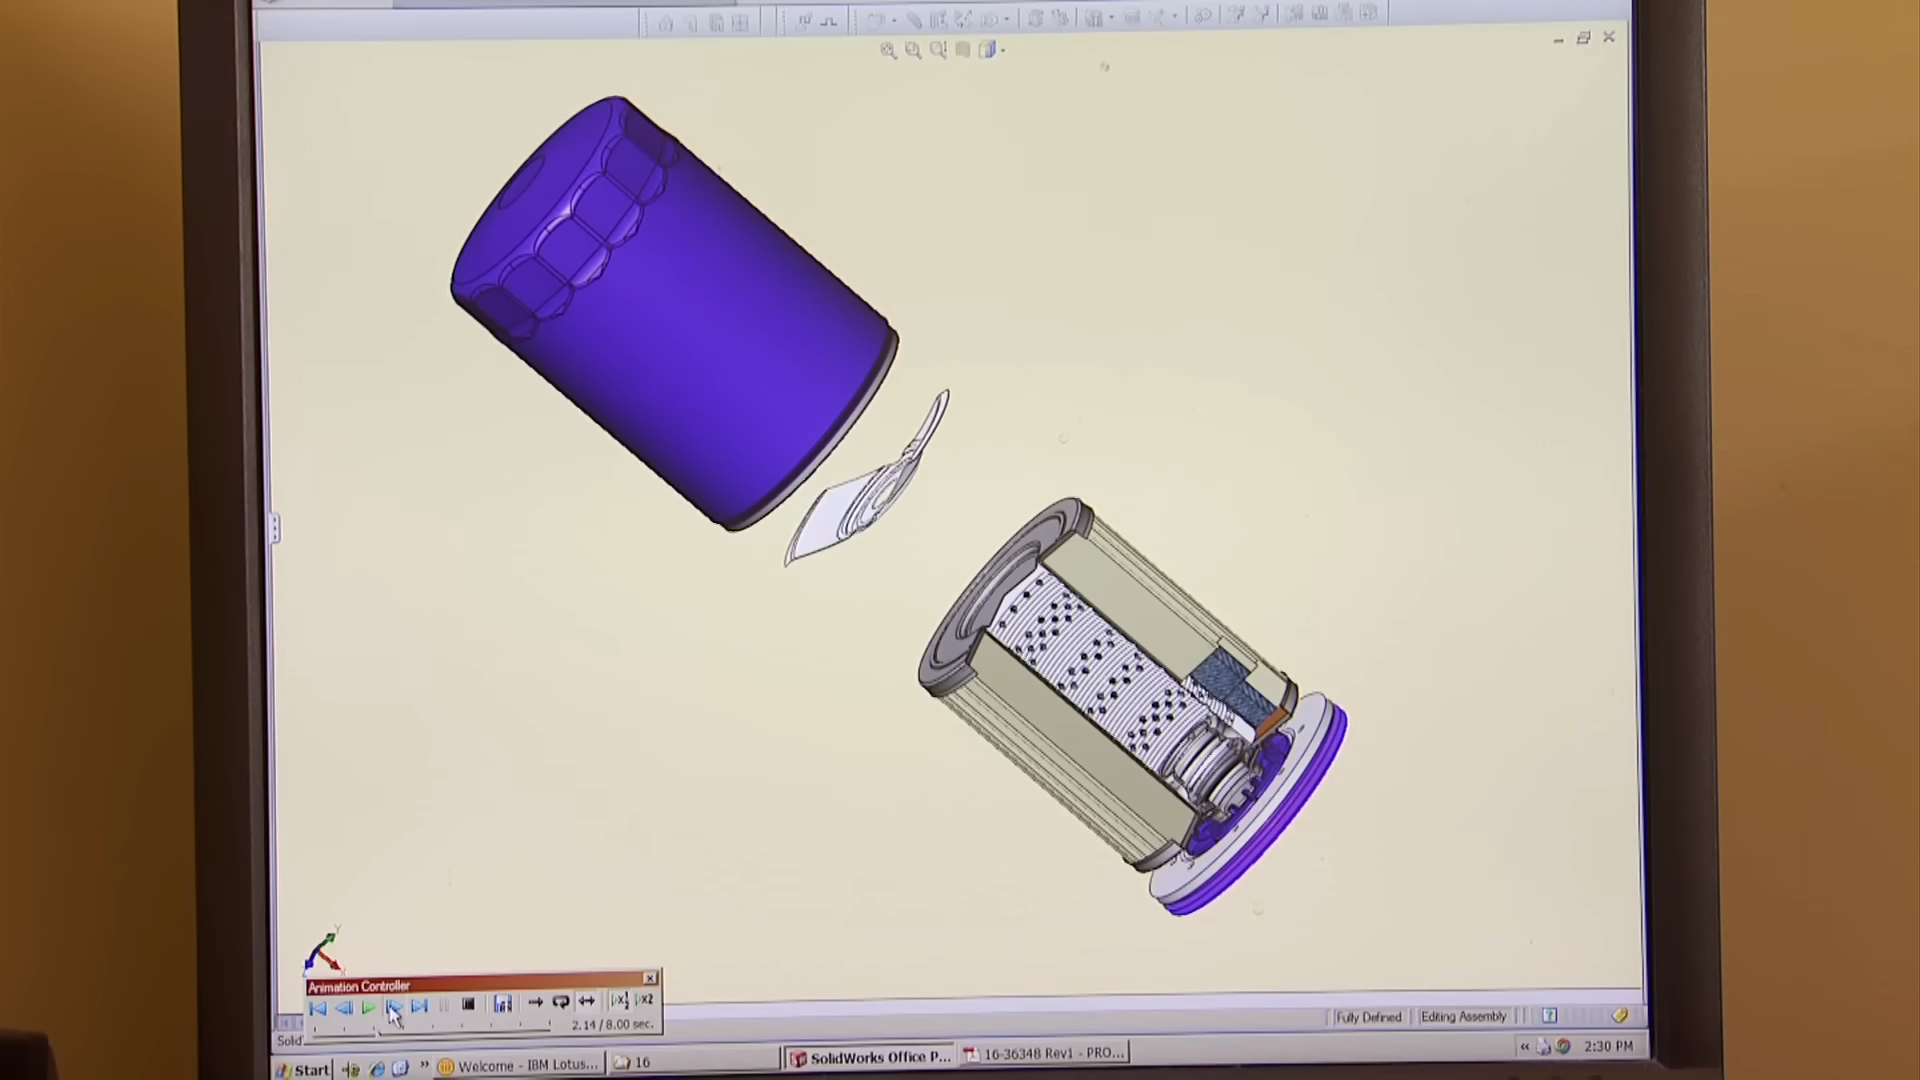 Animation Controller
x2
2.14 / 8.00 sec.
Fully Defined
Editing Assembly
Start
Welcome - IBM Lotus...
16
SolidWorks Office P...
16-36348 Rev1 - PRO...
2:30 PM